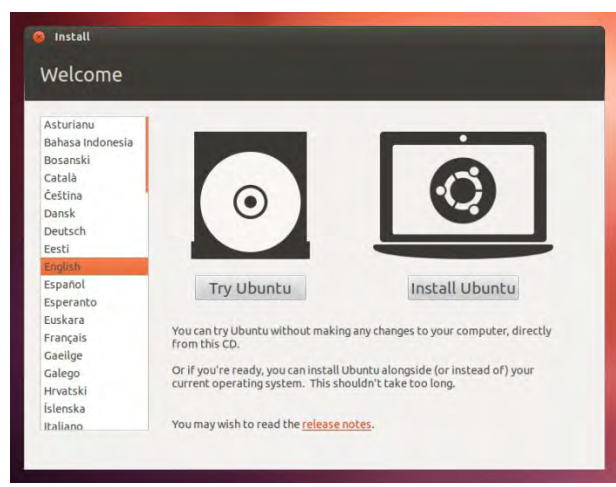 Install
Welcome
Asturianu
Bahasa Indonesia
Bosanski
Català
Čeština
Dansk
Deutsch
Eesti
English
Español
Esperanto
Euskara
Français
Gaeilge
Galego
Hrvatski
Íslenska
Italiano
Try Ubuntu
Install Ubuntu
You can try Ubuntu without making any changes to your computer, directly
from this CD.
Or if you're ready, you can install Ubuntu alongside (or instead of) your
current operating system. This shouldn't take too long.
You may wish to read the release notes.